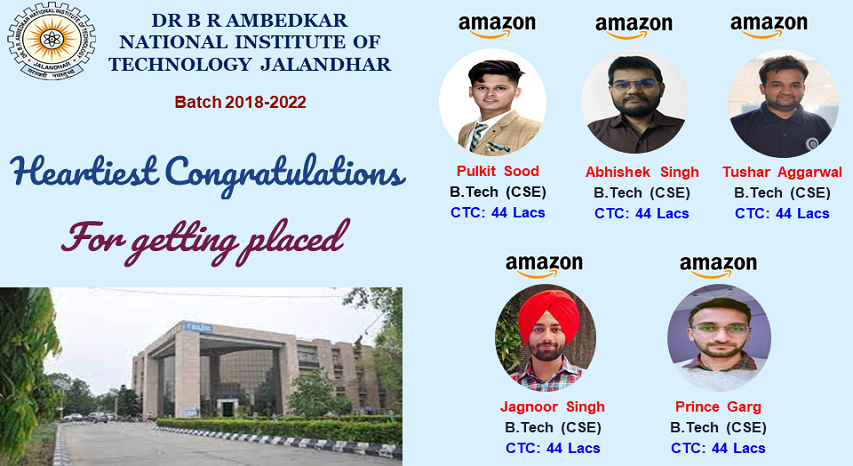 DR B R AMBEDKAR
NATIONAL INSTITUTE OF
TECHNOLOGY JALANDHAR
Batch 2018-2022
Heartiest Congratulations
For getting placed
amazon
Pulkit Sood
B.Tech (CSE)
CTC: 44 Lacs
amazon
Abhishek Singh
B.Tech (CSE)
CTC: 44 Lacs
amazon
Tushar Aggarwal
B.Tech (CSE)
CTC: 44 Lacs
amazon
Jagnoor Singh
B.Tech (CSE)
CTC: 44 Lacs
amazon
Prince Garg
B.Tech (CSE)
CTC: 44 Lacs
JALANDHAR